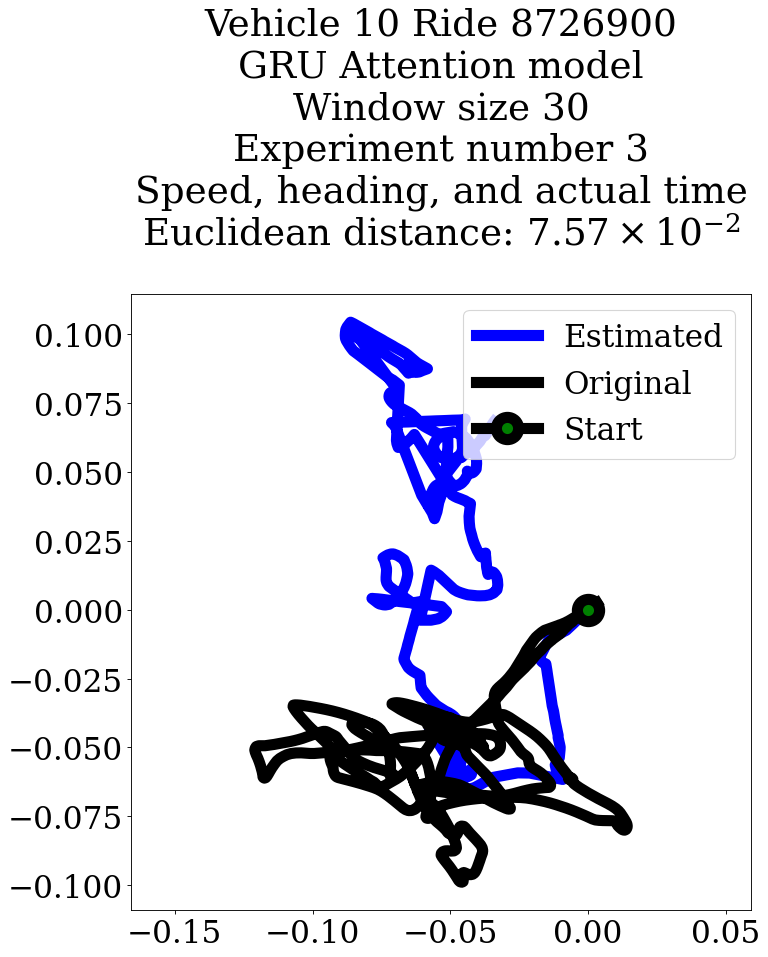 Vehicle 10 Ride 8726900
GRU Attention model
Window size 30
Experiment number 3
Speed, heading, and actual time
Euclidean distance: 7.57 × 10⁻²
Estimated
Original
Start
0.100
0.075
0.050
0.025
0.000
−0.025
−0.050
−0.075
−0.100
−0.15 −0.10 −0.05 0.00 0.05